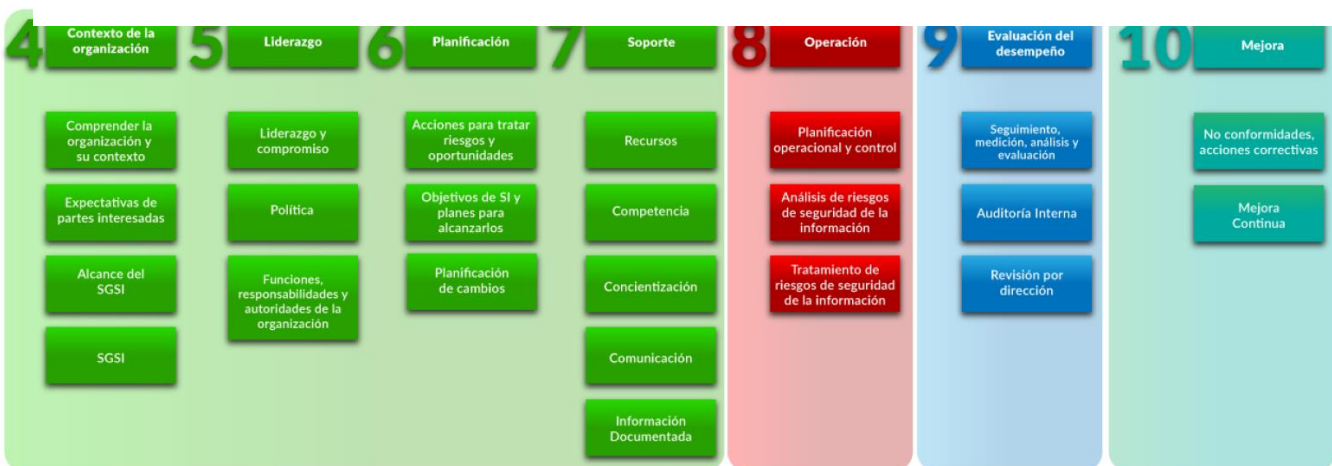 4
Contexto de la
organización
5
Liderazgo
6
Planificación
7
Soporte
8
Operación
9
Evaluación del
desempeño
10
Mejora
Comprender la
organización y
su contexto
Expectativas de
partes interesadas
Alcance del
SGSI
SGSI
Liderazgo y
compromiso
Política
Funciones,
responsabilidades y
autoridades de la
organización
Acciones para tratar
riesgos y
oportunidades
Objetivos de SI y
planes para
alcanzarlos
Planificación
de cambios
Recursos
Competencia
Concientización
Comunicación
Información
Documentada
Planificación
operacional y control
Análisis de riesgos
de seguridad de la
información
Tratamiento de
riesgos de seguridad
de la información
Seguimiento,
medición, análisis y
evaluación
Auditoría Interna
Revisión por
dirección
No conformidades,
acciones correctivas
Mejora
Continua